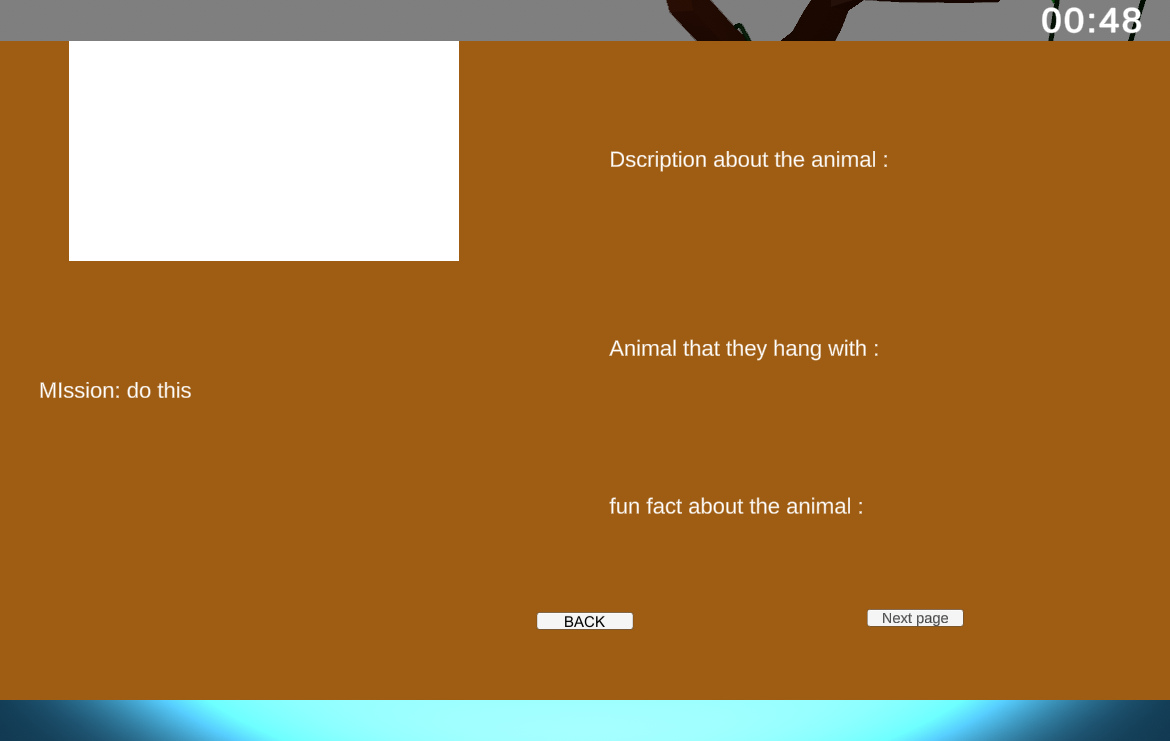 00:48
Dscription about the animal :
Animal that they hang with :
MIssion: do this
fun fact about the animal :
BACK
Next page